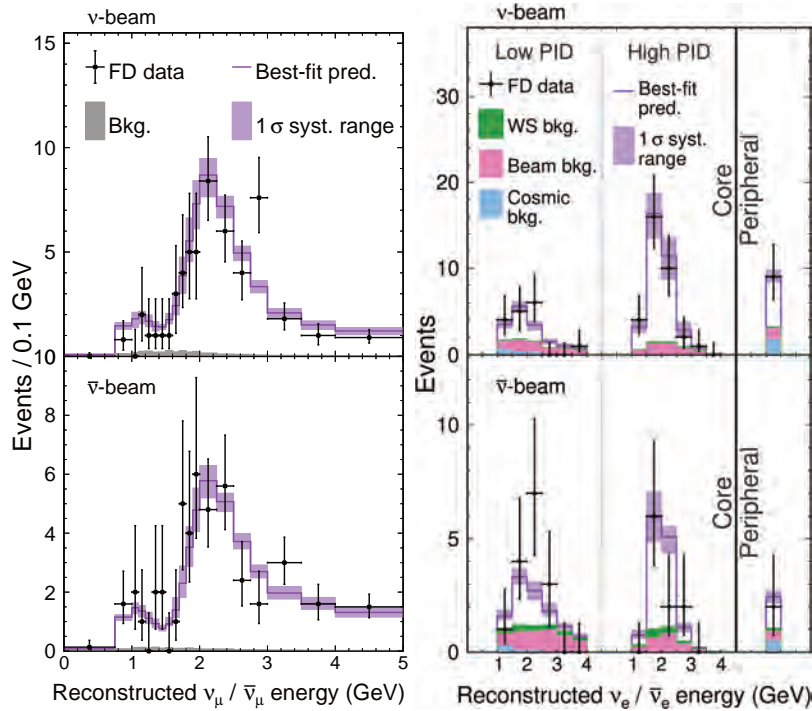 ν-beam
FD data
Best-fit pred.
Bkg.
1 σ syst. range
15
10
5
0
Events / 0.1 GeV
ν̄-beam
10
8
6
4
2
0
0 1 2 3 4 5
Reconstructed νμ / ν̄μ energy (GeV)
ν-beam
Low PID
High PID
FD data
WS bkg.
Beam bkg.
Cosmic
bkg.
Best-fit
pred.
1 σ syst.
range
Core
Peripheral
30
20
10
0
Events
ν̄-beam
Core
Peripheral
10
5
0
1 2 3 4 1 2 3 4
Reconstructed νe / ν̄e energy (GeV)